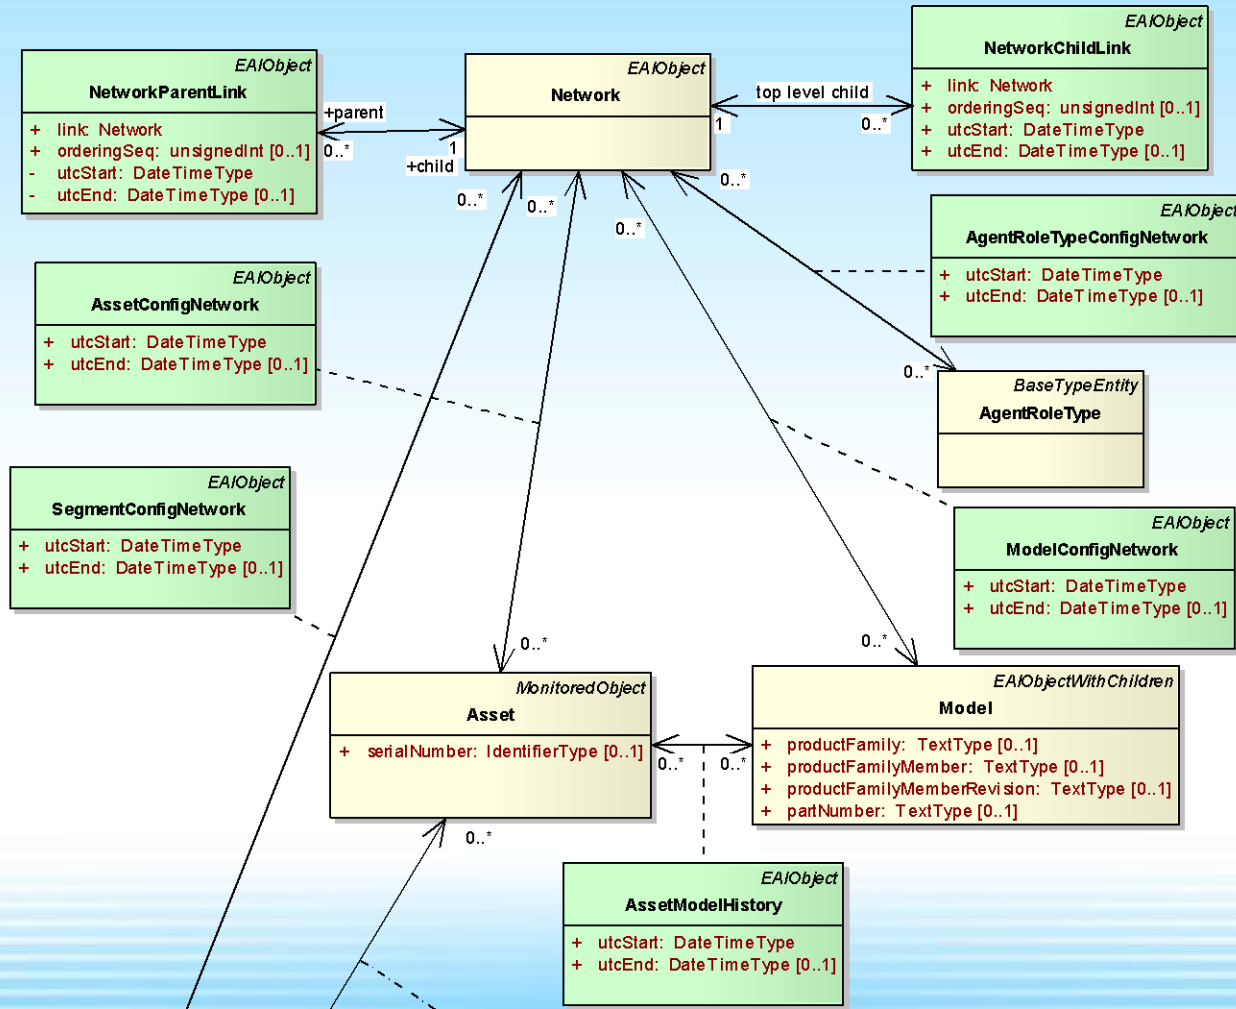 EAIObject
NetworkParentLink
+ link: Network
+ orderingSeq: unsignedInt [0..1]
- utcStart: DateTimeType
- utcEnd: DateTimeType [0..1]
+parent
0..*
1
+child
EAIObject
Network
top level child
1
0..*
EAIObject
NetworkChildLink
+ link: Network
+ orderingSeq: unsignedInt [0..1]
+ utcStart: DateTimeType
+ utcEnd: DateTimeType [0..1]
0..*
0..*
0..*
0..*
EAIObject
AgentRoleTypeConfigNetwork
+ utcStart: DateTimeType
+ utcEnd: DateTimeType [0..1]
EAIObject
AssetConfigNetwork
+ utcStart: DateTimeType
+ utcEnd: DateTimeType [0..1]
0..*
BaseTypeEntity
AgentRoleType
EAIObject
SegmentConfigNetwork
+ utcStart: DateTimeType
+ utcEnd: DateTimeType [0..1]
EAIObject
ModelConfigNetwork
+ utcStart: DateTimeType
+ utcEnd: DateTimeType [0..1]
0..*
0..*
MonitoredObject
Asset
+ serialNumber: IdentifierType [0..1]
0..*
0..*
EAIObjectWithChildren
Model
+ productFamily: TextType [0..1]
+ productFamilyMember: TextType [0..1]
+ productFamilyMemberRevision: TextType [0..1]
+ partNumber: TextType [0..1]
0..*
EAIObject
AssetModelHistory
+ utcStart: DateTimeType
+ utcEnd: DateTimeType [0..1]